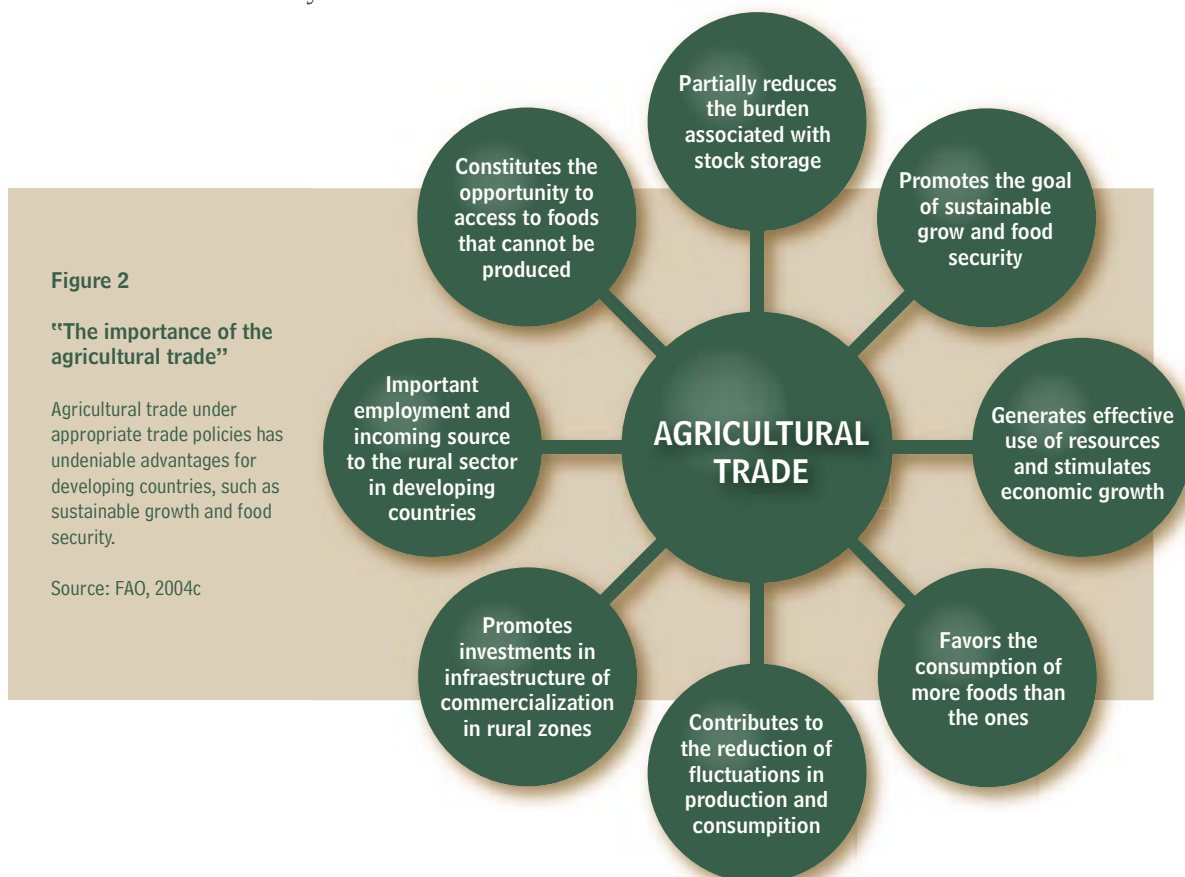 Figure 2
“The importance of the
agricultural trade”
Agricultural trade under
appropriate trade policies has
undeniable advantages for
developing countries, such as
sustainable growth and food
security.
Source: FAO, 2004c
AGRICULTURAL
TRADE
Partially reduces
the burden
associated with
stock storage
Promotes the goal
of sustainable
grow and food
security
Generates effective
use of resources
and stimulates
economic growth
Favors the
consumption of
more foods than
the ones
Contributes to
the reduction of
fluctuations in
production and
consumpition
Promotes
investments in
infraestructure of
commercialization
in rural zones
Important
employment and
incoming source
to the rural sector
in developing
countries
Constitutes the
opportunity to
access to foods
that cannot be
produced